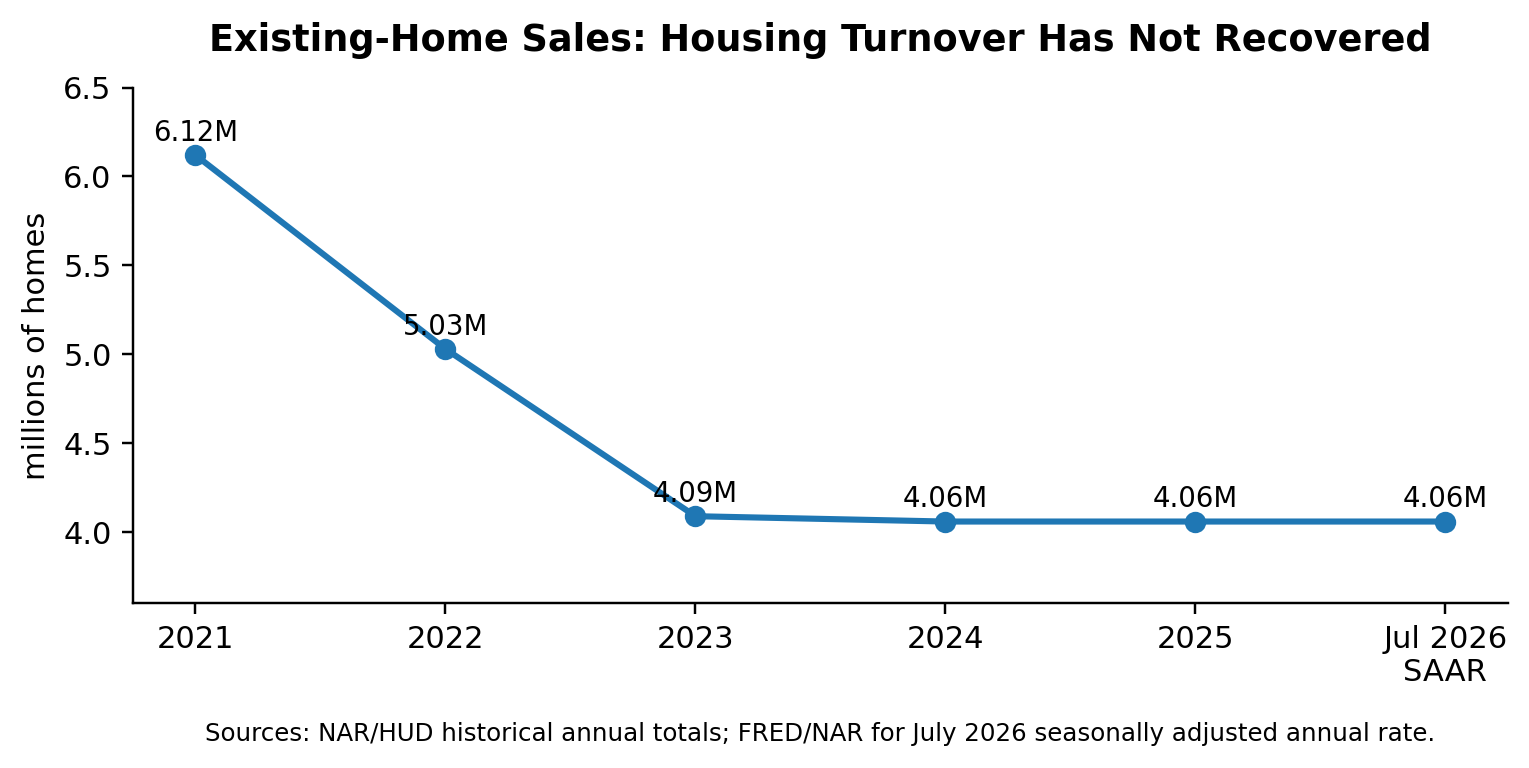 Existing-Home Sales: Housing Turnover Has Not Recovered
6.5
6.0
5.5
5.0
4.5
4.0
millions of homes
6.12M
5.03M
4.09M
4.06M
4.06M
4.06M
2021
2022
2023
2024
2025
Jul 2026
SAAR
Sources: NAR/HUD historical annual totals; FRED/NAR for July 2026 seasonally adjusted annual rate.